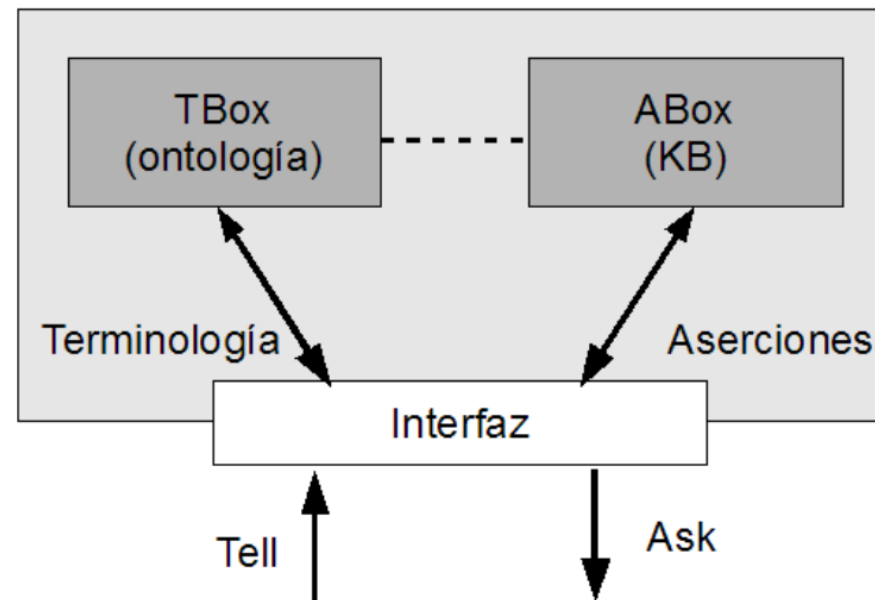 TBox
(ontología)
ABox
(KB)
Terminología
Aserciones
Interfaz
Tell
Ask